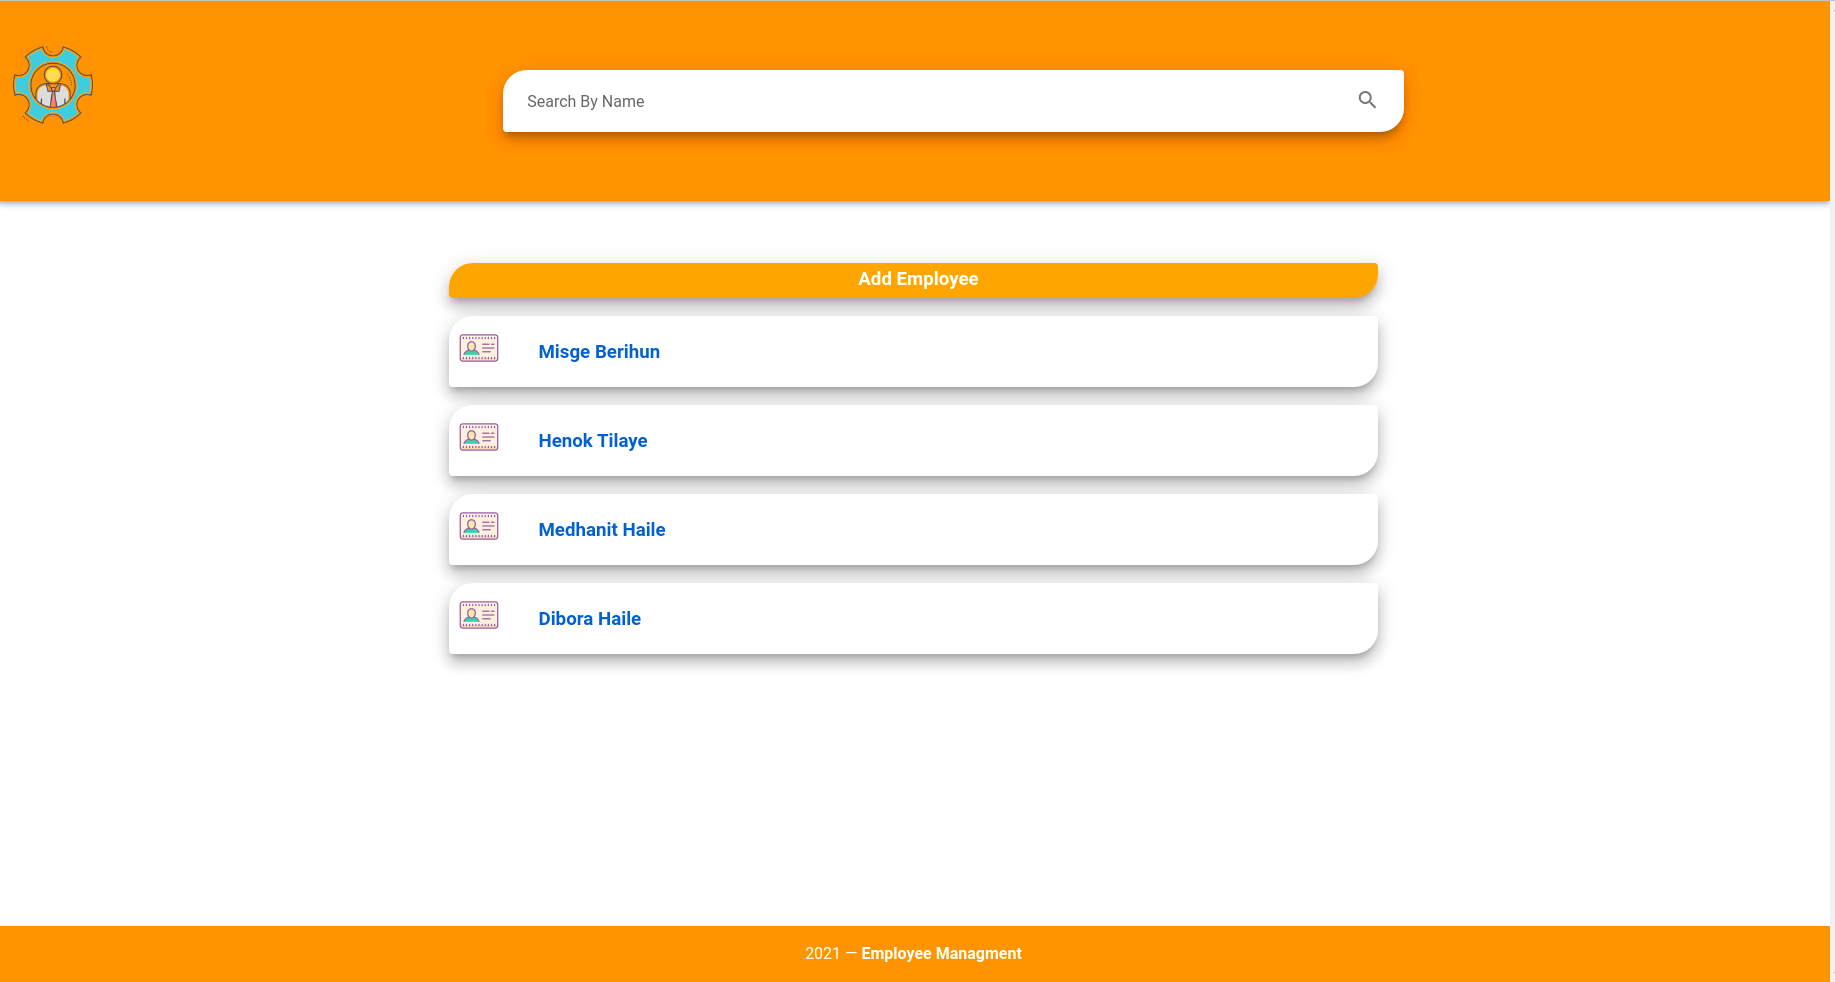 Search By Name
Add Employee
Misge Berihun
Henok Tilaye
Medhanit Haile
Dibora Haile
2021 — Employee Managment